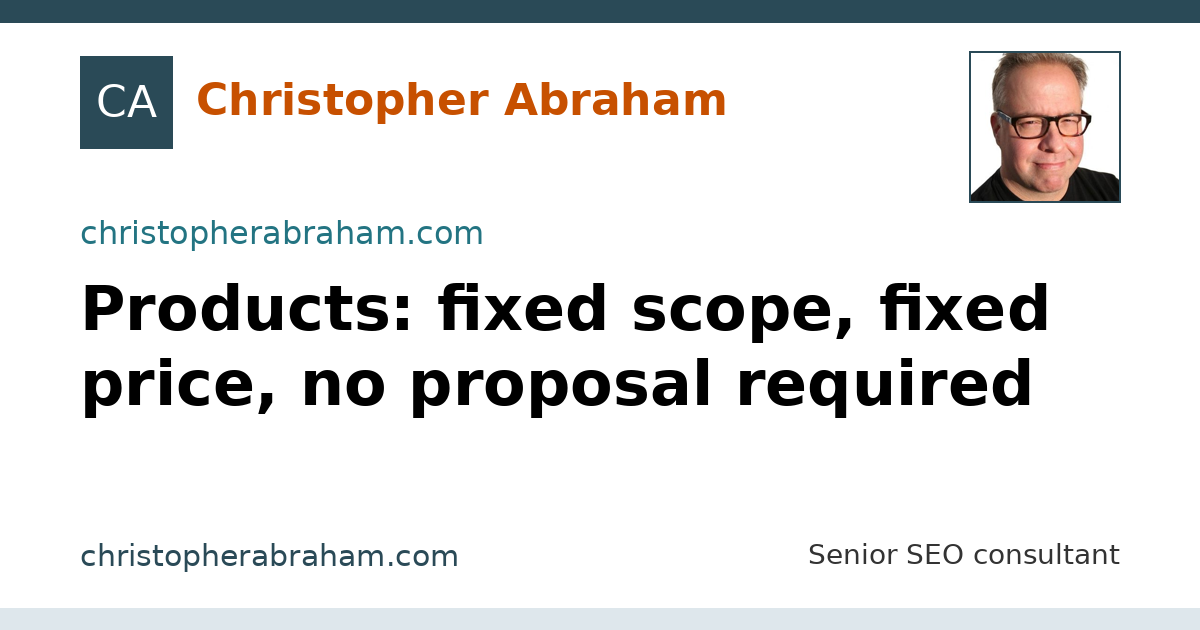 CA
Christopher Abraham
christopherabraham.com
Products: fixed scope, fixed
price, no proposal required
christopherabraham.com
Senior SEO consultant